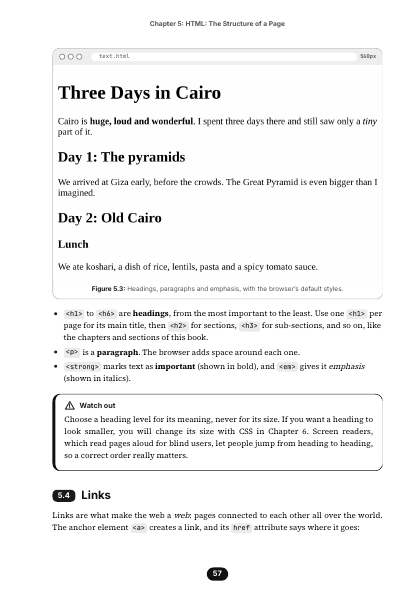 Chapter 5: HTML: The Structure of a Page
text.html
560px
Three Days in Cairo
Cairo is huge, loud and wonderful. I spent three days there and still saw only a tiny
part of it.
Day 1: The pyramids
We arrived at Giza early, before the crowds. The Great Pyramid is even bigger than I
imagined.
Day 2: Old Cairo
Lunch
We ate koshari, a dish of rice, lentils, pasta and a spicy tomato sauce.
Figure 5.3: Headings, paragraphs and emphasis, with the browser's default styles.
• <h1> to <h6> are headings, from the most important to the least. Use one <h1> per
page for its main title, then <h2> for sections, <h3> for sub-sections, and so on, like
the chapters and sections of this book.
• <p> is a paragraph. The browser adds space around each one.
• <strong> marks text as important (shown in bold), and <em> gives it emphasis
(shown in italics).
Watch out
Choose a heading level for its meaning, never for its size. If you want a heading to
look smaller, you will change its size with CSS in Chapter 6. Screen readers,
which read pages aloud for blind users, let people jump from heading to heading,
so a correct order really matters.
5.4 Links
Links are what make the web a web: pages connected to each other all over the world.
The anchor element <a> creates a link, and its href attribute says where it goes:
57